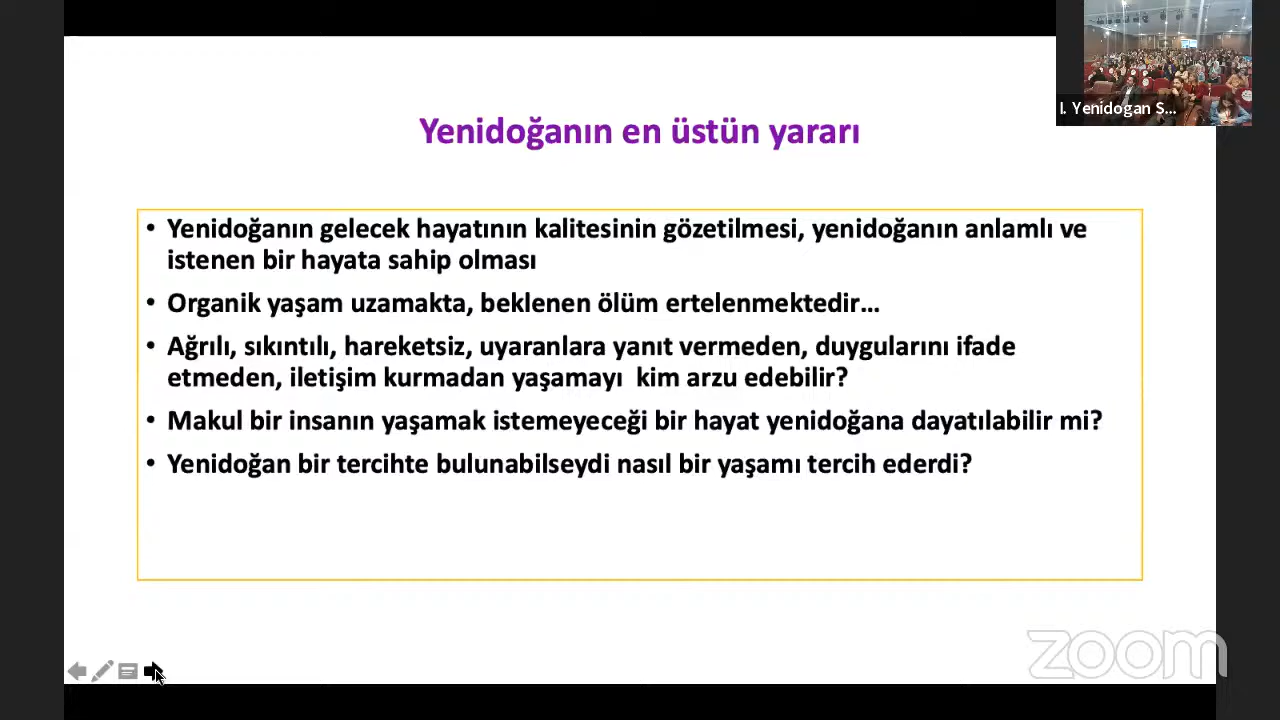 I. Yenidogan S...
Yenidoğanın en üstün yararı
• Yenidoğanın gelecek hayatının kalitesinin gözetilmesi, yenidoğanın anlamlı ve
istenen bir hayata sahip olması
• Organik yaşam uzamakta, beklenen ölüm ertelenmektedir...
• Ağrılı, sıkıntılı, hareketsiz, uyaranlara yanıt vermeden, duygularını ifade
etmeden, iletişim kurmadan yaşamayı kim arzu edebilir?
• Makul bir insanın yaşamak istemeyeceği bir hayat yenidoğana dayatılabilir mi?
• Yenidoğan bir tercihte bulunabilseydi nasıl bir yaşamı tercih ederdi?
zoom